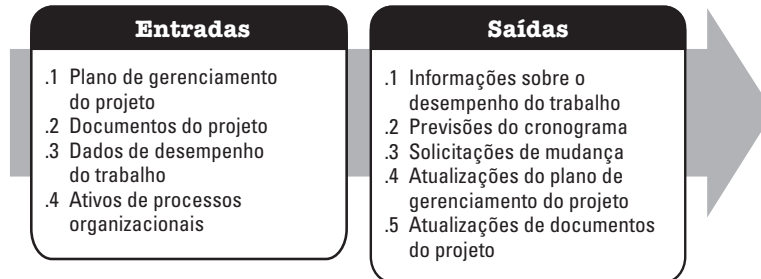 Entradas
.1 Plano de gerenciamento
do projeto
.2 Documentos do projeto
.3 Dados de desempenho
do trabalho
.4 Ativos de processos
organizacionais
Saídas
.1 Informações sobre o
desempenho do trabalho
.2 Previsões do cronograma
.3 Solicitações de mudança
.4 Atualizações do plano de
gerenciamento do projeto
.5 Atualizações de documentos
do projeto